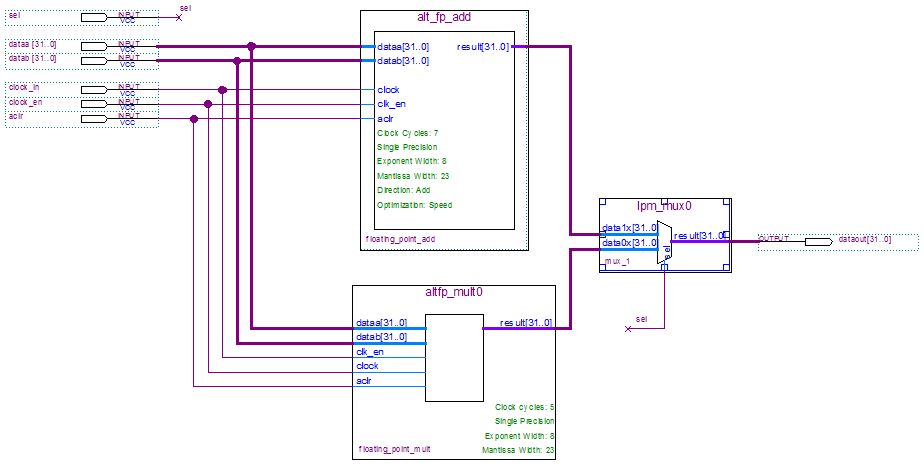 sel
INPUT
VCC
sel
dataa [31..0]
INPUT
VCC
datab [31..0]
INPUT
VCC
clock_in
INPUT
VCC
clock_en
INPUT
VCC
aclr
INPUT
VCC
alt_fp_add
dataa[31..0]
result[31..0]
datab[31..0]
clock
clk_en
aclr
Clock Cycles: 7
Single Precision
Exponent Width: 8
Mantissa Width: 23
Direction: Add
Optimization: Speed
floating_point_add
lpm_mux0
data1x[31..0
data0x[31..0
result[31..0]
sel
mux_1
OUTPUT
dataout[31..0]
sel
altfp_mult0
dataa[31..0]
result[31..0]
datab[31..0]
clk_en
clock
aclr
Clock cycles: 5
Single Precision
Exponent Width: 8
Mantissa Width: 23
floating_point_mult